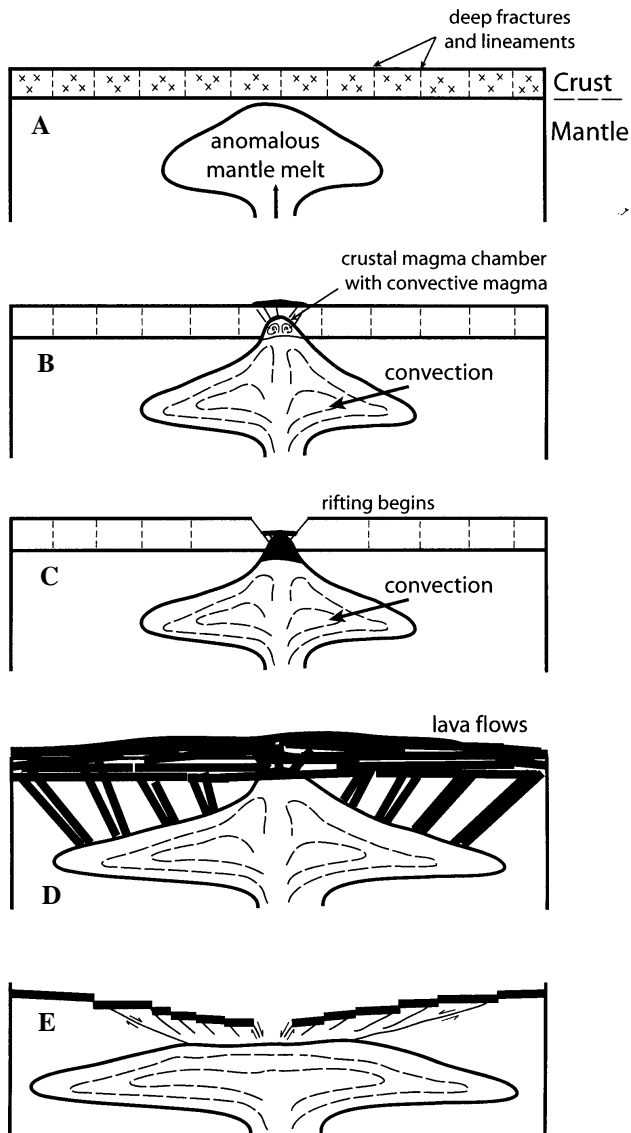 deep fractures
and lineaments
Crust
A
Mantle
anomalous
mantle melt
crustal magma chamber
with convective magma
B
convection
rifting begins
C
convection
lava flows
D
E